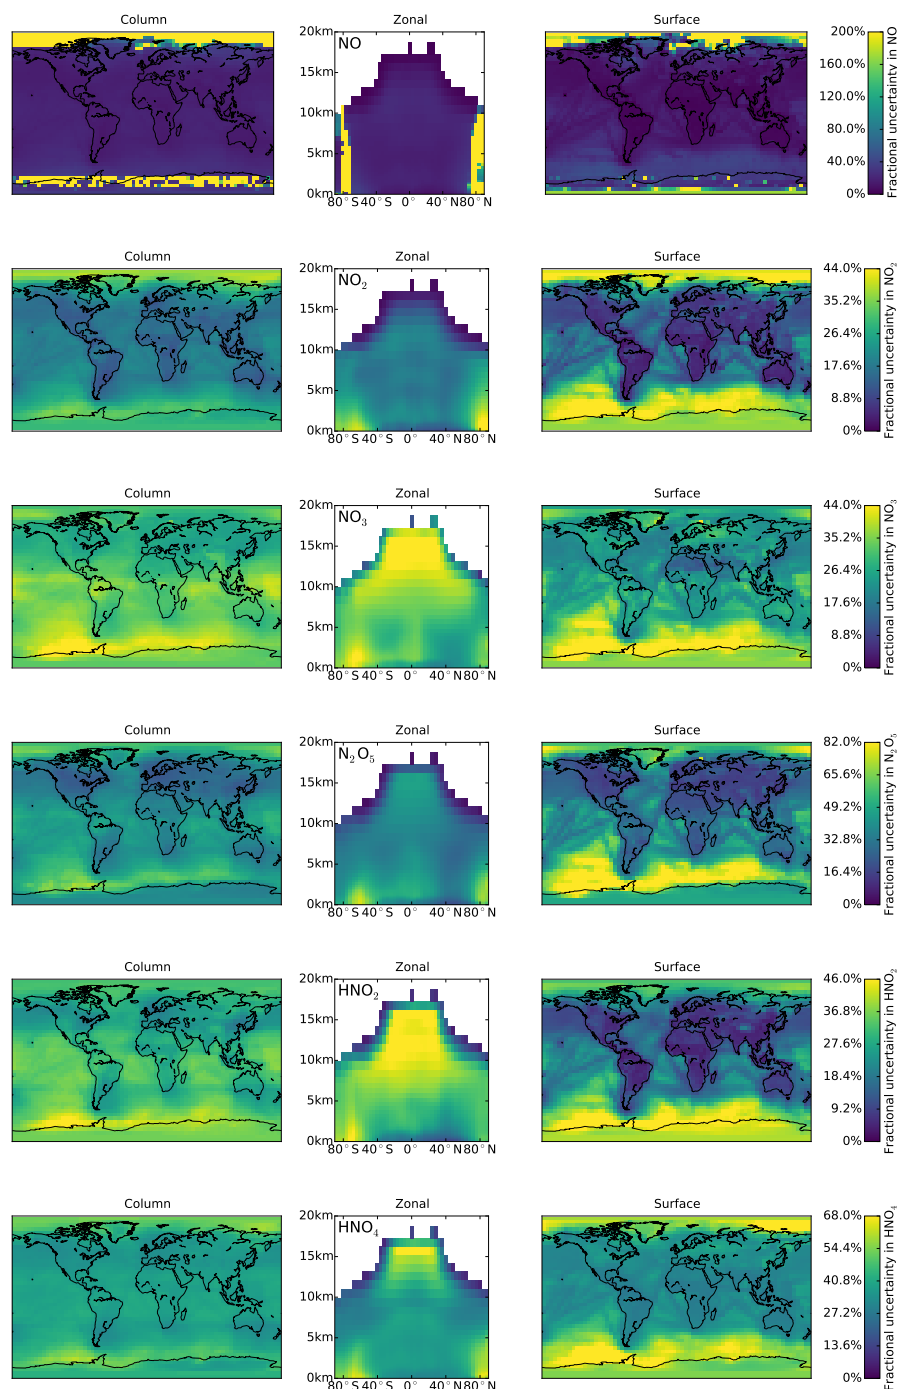 Column Zonal Surface
NO
20km
15km
10km
5km
0km
80°S 40°S 0° 40°N 80°N
200%
160.0%
120.0%
80.0%
40.0%
0%
Fractional uncertainty in NO
Column Zonal Surface
NO₂
20km
15km
10km
5km
0km
80°S 40°S 0° 40°N 80°N
44.0%
35.2%
26.4%
17.6%
8.8%
0%
Fractional uncertainty in NO₂
Column Zonal Surface
NO₃
20km
15km
10km
5km
0km
80°S 40°S 0° 40°N 80°N
44.0%
35.2%
26.4%
17.6%
8.8%
0%
Fractional uncertainty in NO₃
Column Zonal Surface
N₂O₅
20km
15km
10km
5km
0km
80°S 40°S 0° 40°N 80°N
82.0%
65.6%
49.2%
32.8%
16.4%
0%
Fractional uncertainty in N₂O₅
Column Zonal Surface
HNO₂
20km
15km
10km
5km
0km
80°S 40°S 0° 40°N 80°N
46.0%
36.8%
27.6%
18.4%
9.2%
0%
Fractional uncertainty in HNO₂
Column Zonal Surface
HNO₄
20km
15km
10km
5km
0km
80°S 40°S 0° 40°N 80°N
68.0%
54.4%
40.8%
27.2%
13.6%
0%
Fractional uncertainty in HNO₄